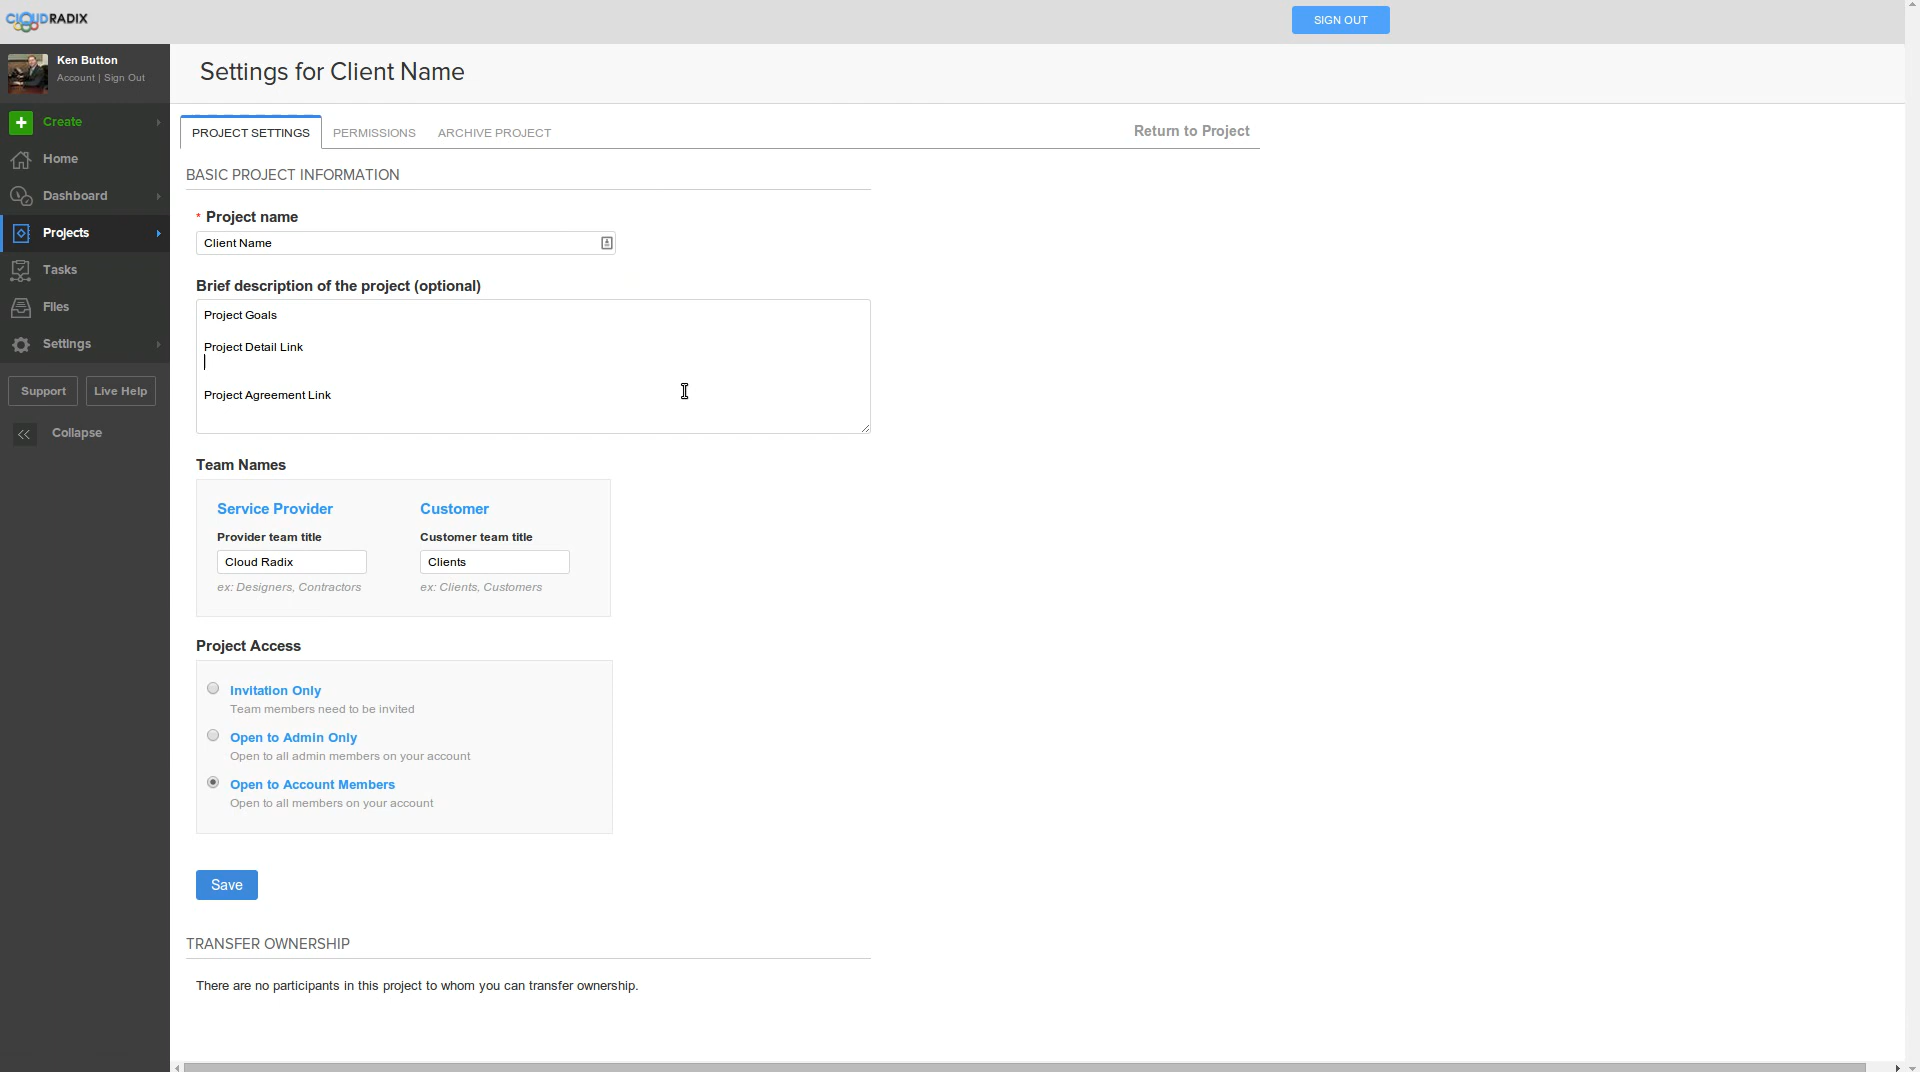 CLOUDRADIX
SIGN OUT
Ken Button
Account | Sign Out
Create
Home
Dashboard
Projects
Tasks
Files
Settings
Support
Live Help
Collapse
Settings for Client Name
PROJECT SETTINGS
PERMISSIONS
ARCHIVE PROJECT
Return to Project
BASIC PROJECT INFORMATION
* Project name
Client Name
Brief description of the project (optional)
Project Goals
Project Detail Link
Project Agreement Link
Team Names
Service Provider
Provider team title
Cloud Radix
ex: Designers, Contractors
Customer
Customer team title
Clients
ex: Clients, Customers
Project Access
Invitation Only
Team members need to be invited
Open to Admin Only
Open to all admin members on your account
Open to Account Members
Open to all members on your account
Save
TRANSFER OWNERSHIP
There are no participants in this project to whom you can transfer ownership.